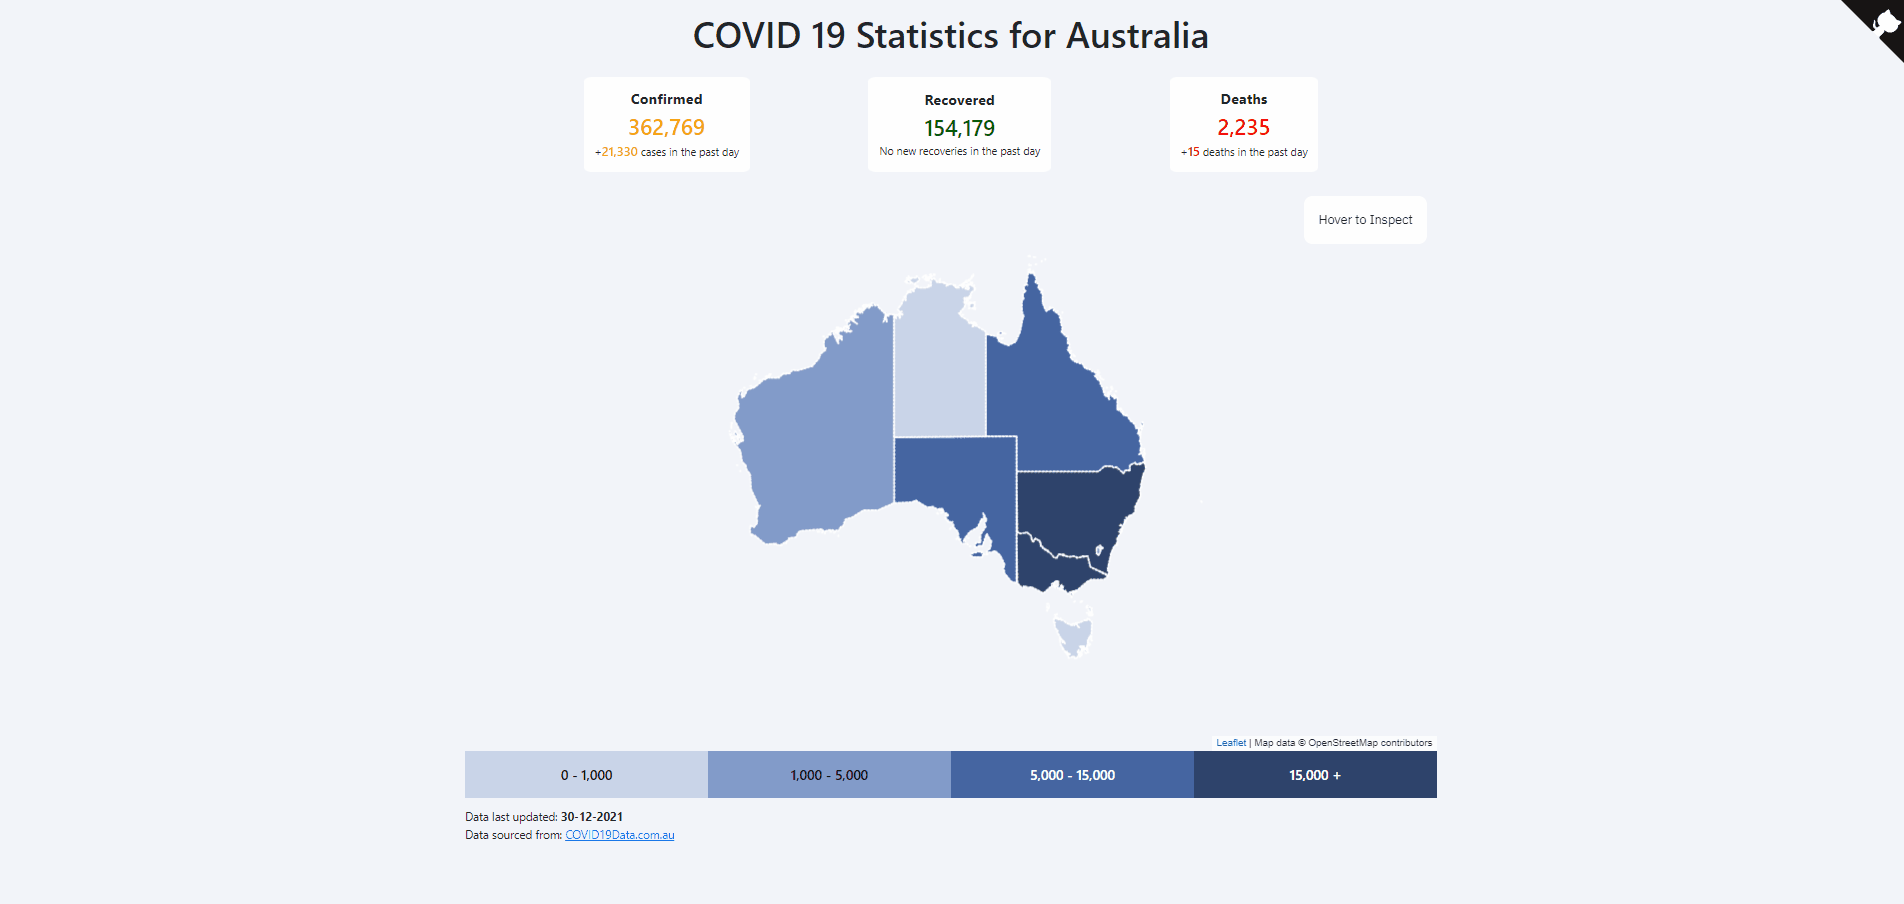 COVID 19 Statistics for Australia
Confirmed
362,769
+21,330 cases in the past day
Recovered
154,179
No new recoveries in the past day
Deaths
2,235
+15 deaths in the past day
Hover to Inspect
Leaflet | Map data © OpenStreetMap contributors
0 - 1,000
1,000 - 5,000
5,000 - 15,000
15,000 +
Data last updated: 30-12-2021
Data sourced from: COVID19Data.com.au